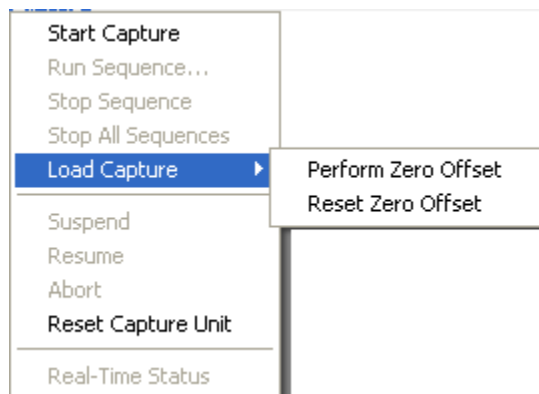 Start Capture
Run Sequence...
Stop Sequence
Stop All Sequences
Load Capture
Perform Zero Offset
Reset Zero Offset
Suspend
Resume
Abort
Reset Capture Unit
Real-Time Status